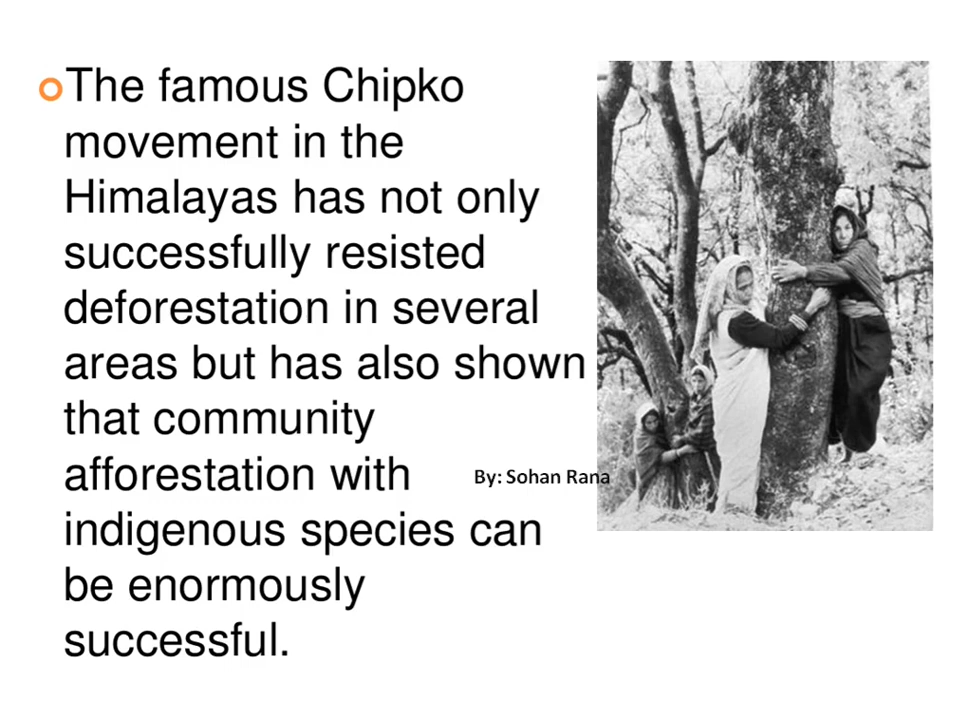 The famous Chipko
movement in the
Himalayas has not only
successfully resisted
deforestation in several
areas but has also shown
that community
afforestation with
indigenous species can
be enormously
successful.
By: Sohan Rana